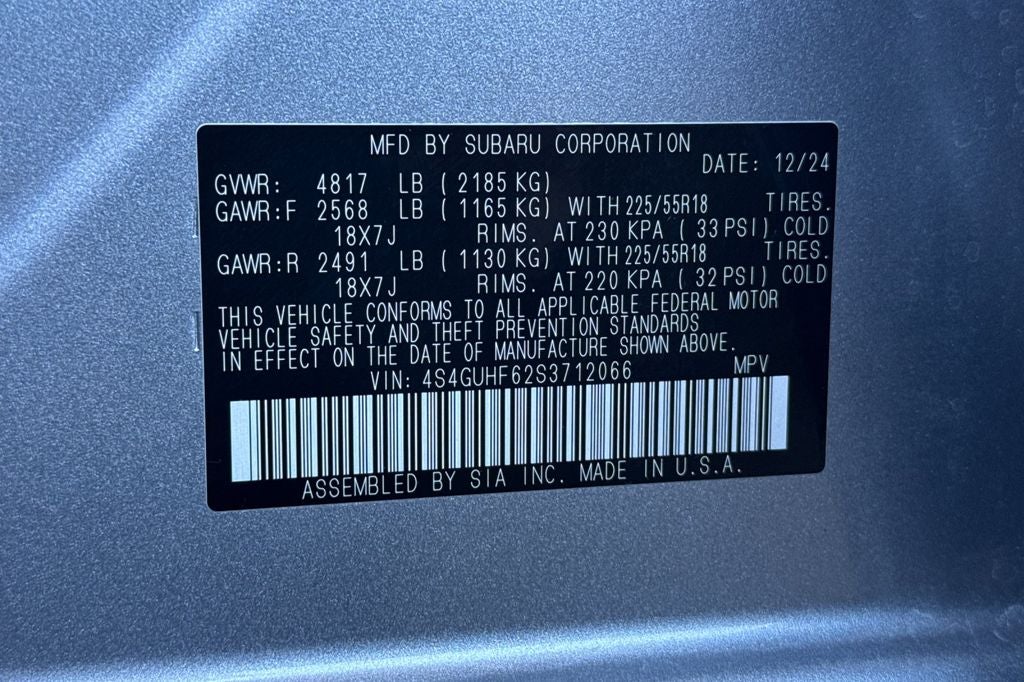 MFD BY SUBARU CORPORATION
DATE: 12/24
GVWR: 4817 LB ( 2185 KG)
GAWR:F 2568 LB ( 1165 KG) WITH 225/55R18 TIRES.
18X7J RIMS. AT 230 KPA ( 33 PSI) COLD
GAWR:R 2491 LB ( 1130 KG) WITH 225/55R18 TIRES.
18X7J RIMS. AT 220 KPA ( 32 PSI) COLD
THIS VEHICLE CONFORMS TO ALL APPLICABLE FEDERAL MOTOR
VEHICLE SAFETY AND THEFT PREVENTION STANDARDS
IN EFFECT ON THE DATE OF MANUFACTURE SHOWN ABOVE.
VIN: 4S4GUHF62S3712066 MPV
ASSEMBLED BY SIA INC. MADE IN U.S.A.